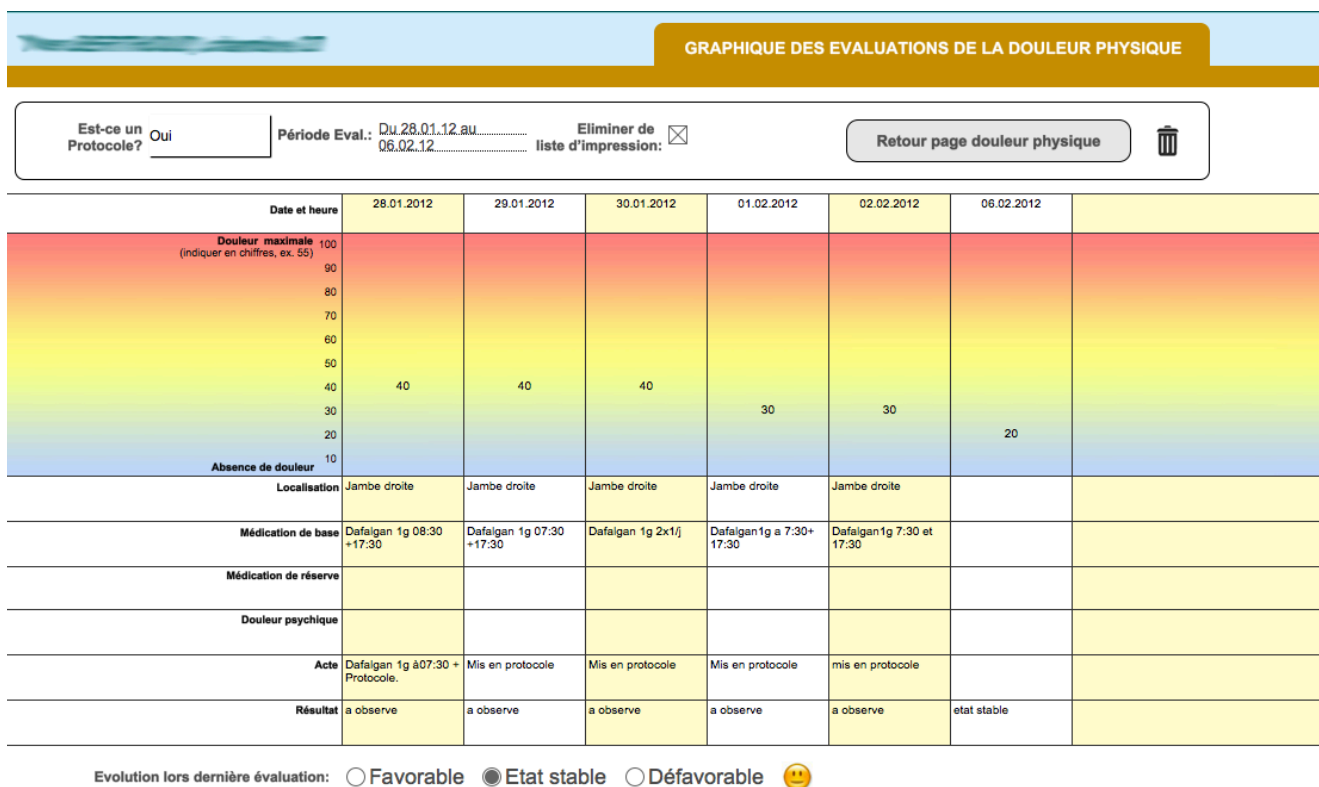 GRAPHIQUE DES EVALUATIONS DE LA DOULEUR PHYSIQUE
Est-ce un
Protocole?
Oui
Période Eval.:
Du 28.01.12 au
06.02.12
Eliminer de
liste d'impression:
Retour page douleur physique
Date et heure 28.01.2012 29.01.2012 30.01.2012 01.02.2012 02.02.2012 06.02.2012
Douleur maximale 100
(indiquer en chiffres, ex. 55)
90
80
70
60
50
40 40 40 40
30 30 30
20 20
10
Absence de douleur
Localisation Jambe droite Jambe droite Jambe droite Jambe droite Jambe droite
Médication de base Dafalgan 1g 08:30 Dafalgan 1g 07:30 Dafalgan 1g 2x1/j Dafalgan1g a 7:30+ Dafalgan1g 7:30 et
+17:30 +17:30 17:30 17:30
Médication de réserve
Douleur psychique
Acte Dafalgan 1g à07:30 + Mis en protocole Mis en protocole Mis en protocole mis en protocole
Protocole.
Résultat a observe a observe a observe a observe a observe etat stable
Evolution lors dernière évaluation: Favorable Etat stable Défavorable